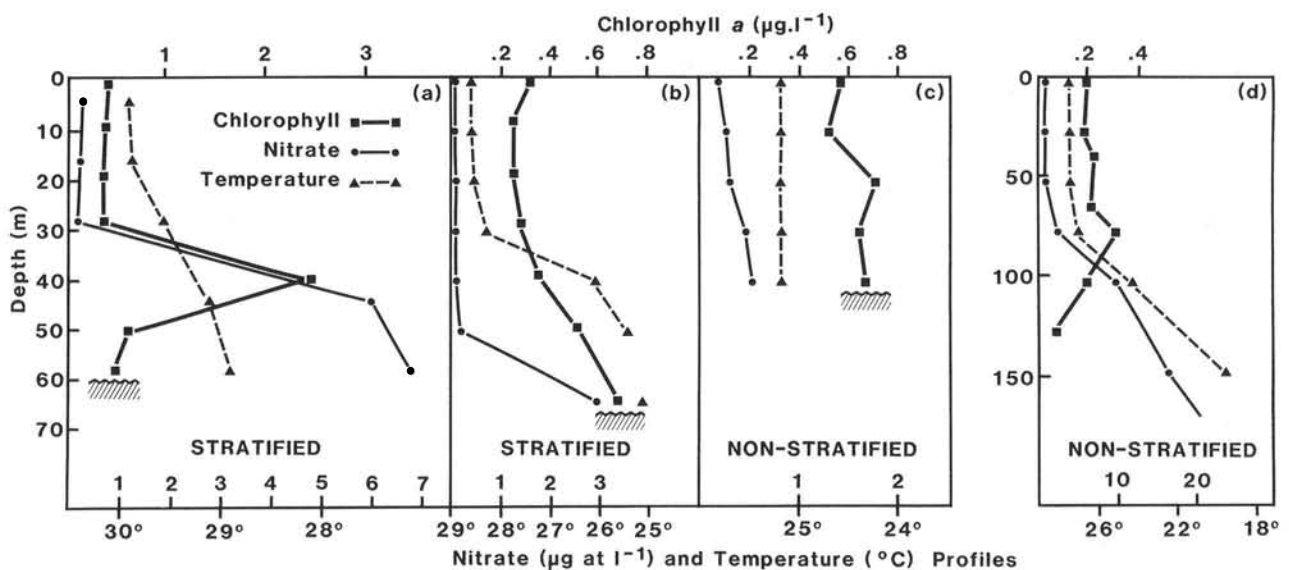 Chlorophyll a (µg.l⁻¹)
1 2 3 .2 .4 .6 .8 .2 .4 .6 .8 .2 .4
0 (a) (b) (c) 0 (d)
Chlorophyll
Nitrate
Temperature
10
20
30
40
50
60
70
50
100
150
Depth (m)
STRATIFIED STRATIFIED NON-STRATIFIED NON-STRATIFIED
1 2 3 4 5 6 7 1 2 3 1 2 10 20
30° 29° 28° 29° 28° 27° 26° 25° 25° 24° 26° 22° 18°
Nitrate (µg at l⁻¹) and Temperature (°C) Profiles